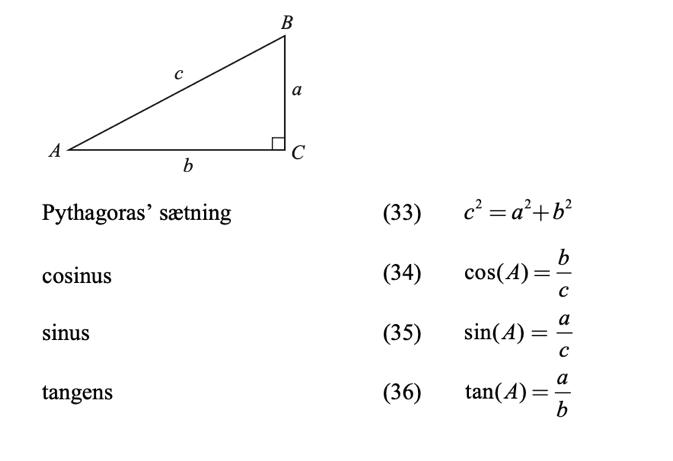 B
c
a
A
C
b
Pythagoras’ sætning (33) c² = a²+b²
cosinus (34) cos(A) = b/c
sinus (35) sin(A) = a/c
tangens (36) tan(A) = a/b